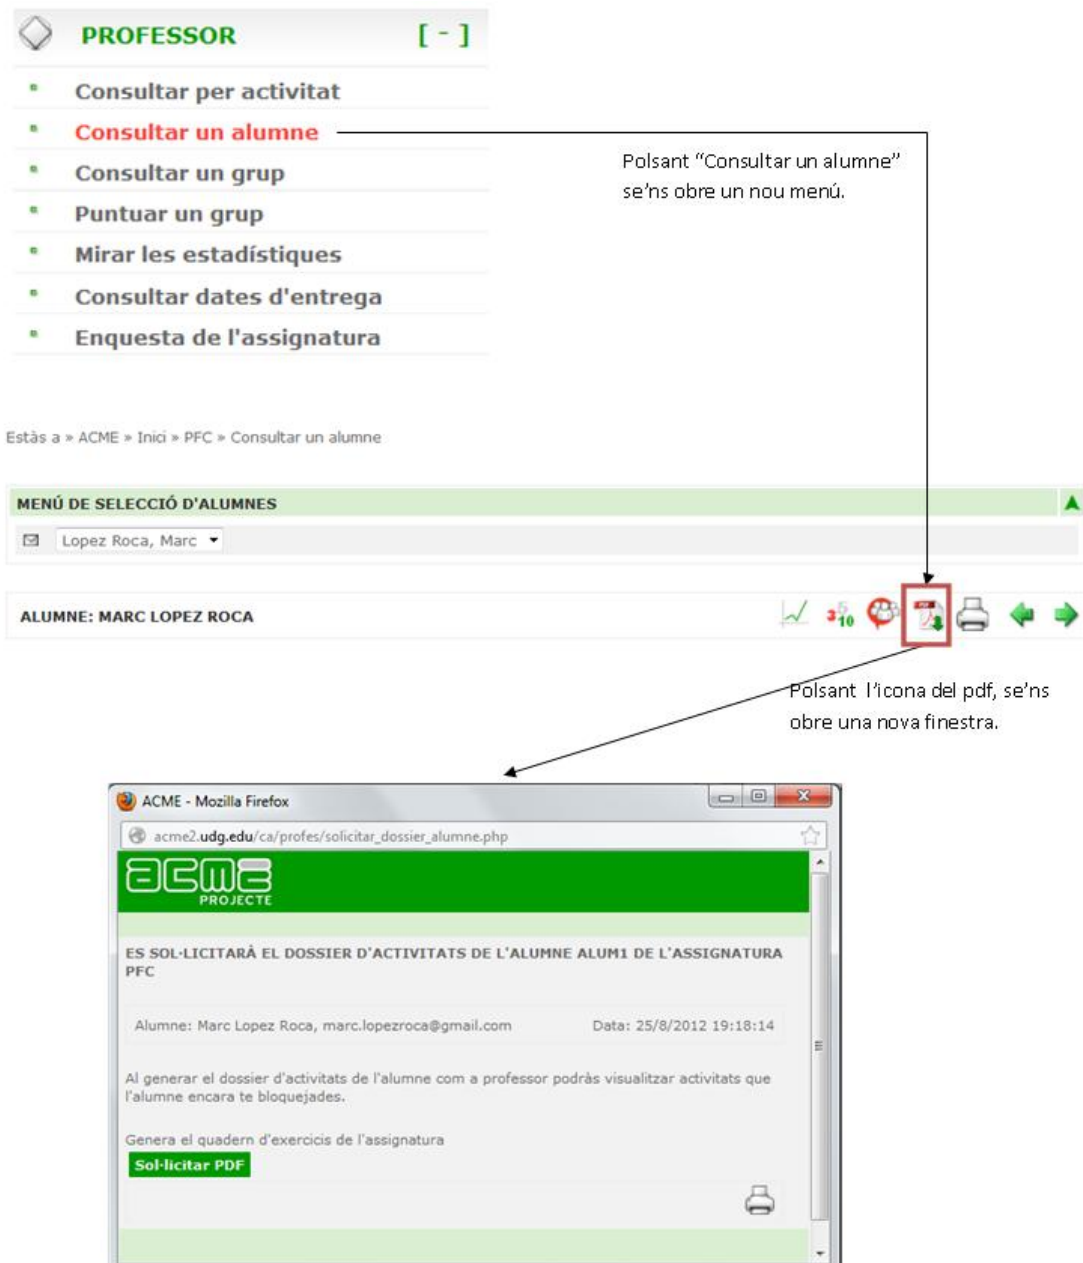 PROFESSOR [ - ]
Consultar per activitat
Consultar un alumne
Polsant “Consultar un alumne”
se’ns obre un nou menú.
Consultar un grup
Puntuar un grup
Mirar les estadístiques
Consultar dates d'entrega
Enquesta de l'assignatura
Estàs a » ACME » Inici » PFC » Consultar un alumne
MENÚ DE SELECCIÓ D'ALUMNES
Lopez Roca, Marc
ALUMNE: MARC LOPEZ ROCA
3 5 10
PDF
Polsant l’icona del pdf, se’ns
obre una nova finestra.
ACME - Mozilla Firefox
acme2.udg.edu/ca/profes/solicitar_dossier_alumne.php
acme
PROJECTE
ES SOL·LICITARÀ EL DOSSIER D'ACTIVITATS DE L'ALUMNE ALUM1 DE L'ASSIGNATURA
PFC
Alumne: Marc Lopez Roca, marc.lopezroca@gmail.com Data: 25/8/2012 19:18:14
Al generar el dossier d'activitats de l'alumne com a professor podràs visualitzar activitats que
l'alumne encara te bloquejades.
Genera el quadern d'exercicis de l'assignatura
Sol·licitar PDF